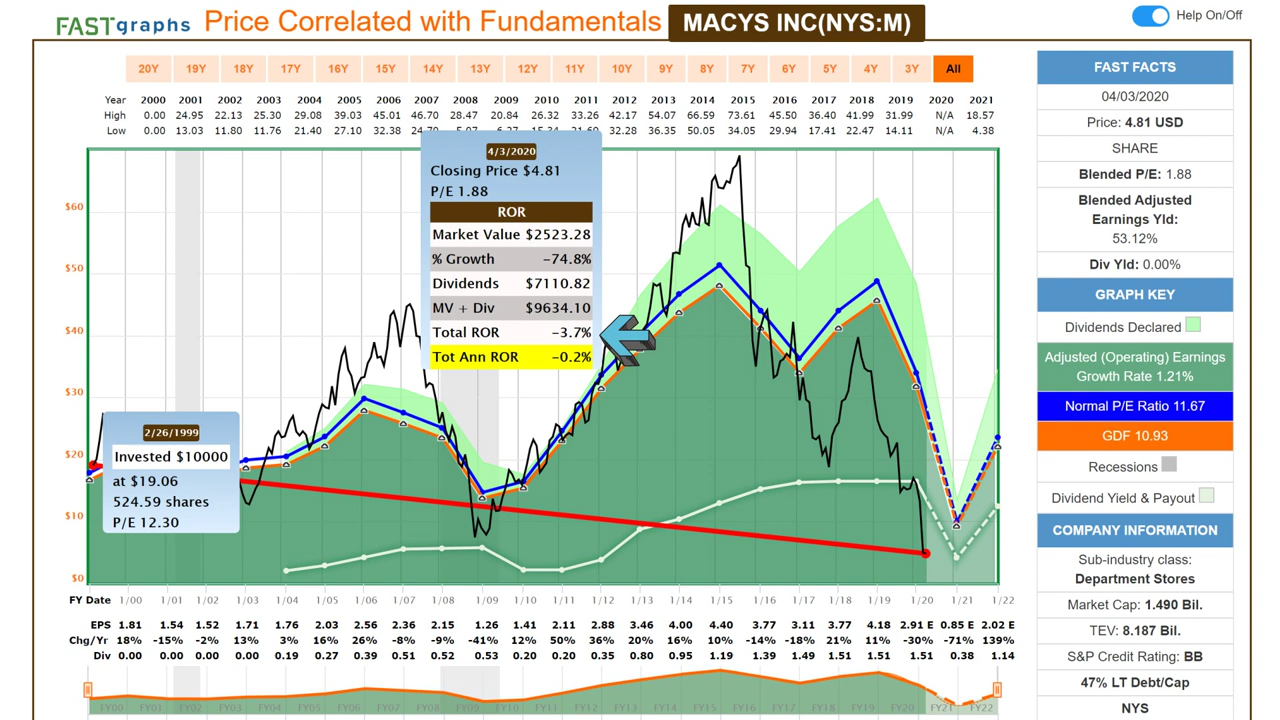 FASTgraphs Price Correlated with Fundamentals MACYS INC(NYS:M)
Help On/Off
20Y 19Y 18Y 17Y 16Y 15Y 14Y 13Y 12Y 11Y 10Y 9Y 8Y 7Y 6Y 5Y 4Y 3Y All
Year 2000 2001 2002 2003 2004 2005 2006 2007 2008 2009 2010 2011 2012 2013 2014 2015 2016 2017 2018 2019 2020 2021
High 0.00 24.95 22.13 25.30 29.08 39.03 45.01 46.70 28.47 20.84 26.32 33.26 42.17 54.07 66.59 73.61 45.50 36.40 41.99 31.99 N/A 18.57
Low 0.00 13.03 11.80 11.76 21.40 27.10 32.38 32.28 36.35 50.05 34.05 29.94 17.41 22.47 14.11 N/A 4.38
$60
$50
$40
$30
$20
$10
$0
4/3/2020
Closing Price $4.81
P/E 1.88
ROR
Market Value $2523.28
% Growth -74.8%
Dividends $7110.82
MV + Div $9634.10
Total ROR -3.7%
Tot Ann ROR -0.2%
2/26/1999
Invested $10000
at $19.06
524.59 shares
P/E 12.30
FY Date 1/00 1/01 1/02 1/03 1/04 1/05 1/06 1/07 1/08 1/09 1/10 1/11 1/12 1/13 1/14 1/15 1/16 1/17 1/18 1/19 1/20 1/21 1/22
EPS 1.81 1.54 1.52 1.71 1.76 2.03 2.56 2.36 2.15 1.26 1.41 2.11 2.88 3.46 4.00 4.40 3.77 3.11 3.77 4.18 2.91 E 0.85 E 2.02 E
Chg/Yr 18% -15% -2% 13% 3% 16% 26% -8% -9% -41% 12% 50% 36% 20% 16% 10% -14% -18% 21% 11% -30% -71% 139%
Div 0.00 0.00 0.00 0.00 0.19 0.27 0.39 0.51 0.52 0.53 0.20 0.20 0.35 0.80 0.95 1.19 1.39 1.49 1.51 1.51 1.51 0.38 1.14
FY00 FY01 FY02 FY03 FY04 FY05 FY06 FY07 FY08 FY09 FY10 FY11 FY12 FY13 FY14 FY15 FY16 FY17 FY18 FY19 FY20 FY21 FY22
FAST FACTS
04/03/2020
Price: 4.81 USD
SHARE
Blended P/E: 1.88
Blended Adjusted
Earnings Yld:
53.12%
Div Yld: 0.00%
GRAPH KEY
Dividends Declared
Adjusted (Operating) Earnings
Growth Rate 1.21%
Normal P/E Ratio 11.67
GDF 10.93
Recessions
Dividend Yield & Payout
COMPANY INFORMATION
Sub-industry class:
Department Stores
Market Cap: 1.490 Bil.
TEV: 8.187 Bil.
S&P Credit Rating: BB
47% LT Debt/Cap
NYS